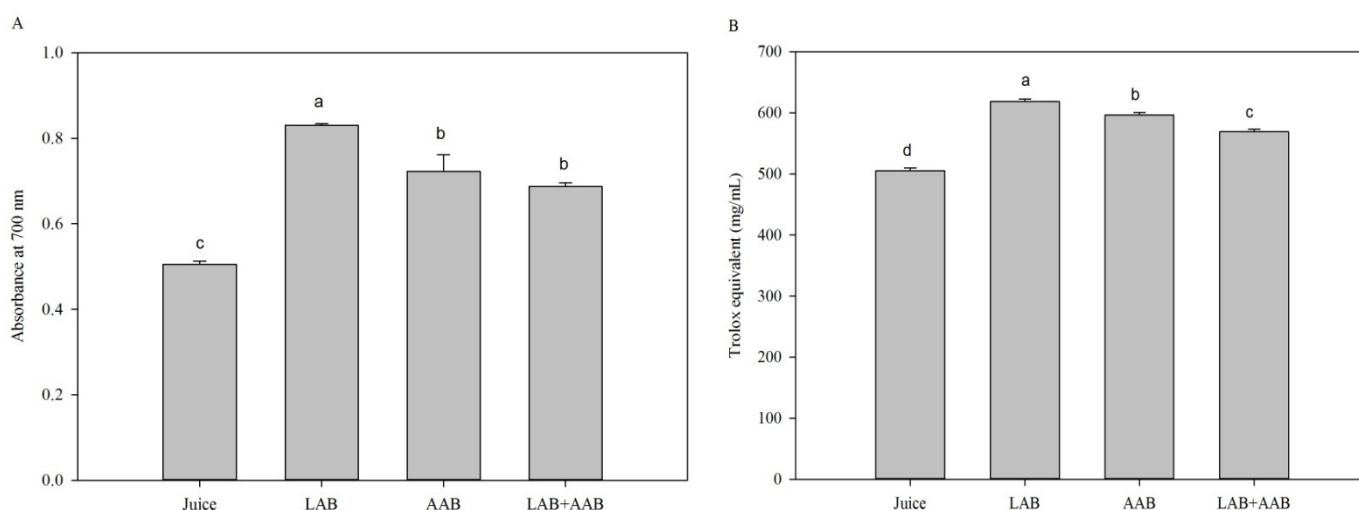 A
Absorbance at 700 nm
1.0
0.8
0.6
0.4
0.2
0.0
c
a
b
b
Juice
LAB
AAB
LAB+AAB
B
Trolox equivalent (mg/mL)
700
600
500
400
300
200
100
0
d
a
b
c
Juice
LAB
AAB
LAB+AAB